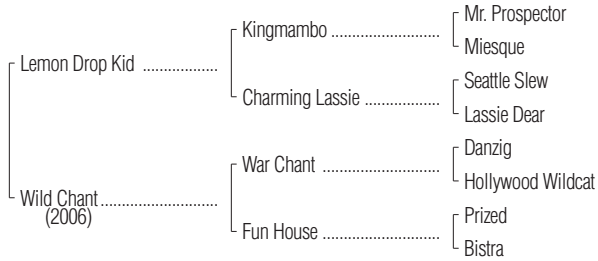 Mr. Prospector
Kingmambo ........................
Miesque
Lemon Drop Kid ................
Seattle Slew
Charming Lassie ................
Lassie Dear
Danzig
War Chant .........................
Hollywood Wildcat
Wild Chant .........................
(2006)
Prized
Fun House .........................
Bistra